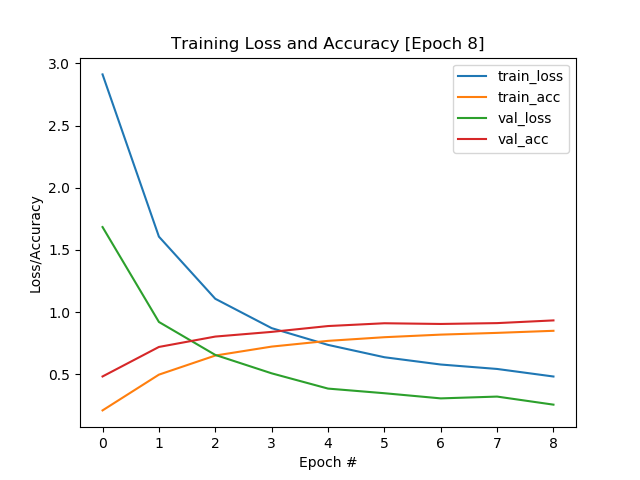 Training Loss and Accuracy [Epoch 8]
3.0
2.5
2.0
1.5
1.0
0.5
Loss/Accuracy
train_loss
train_acc
val_loss
val_acc
0 1 2 3 4 5 6 7 8
Epoch #